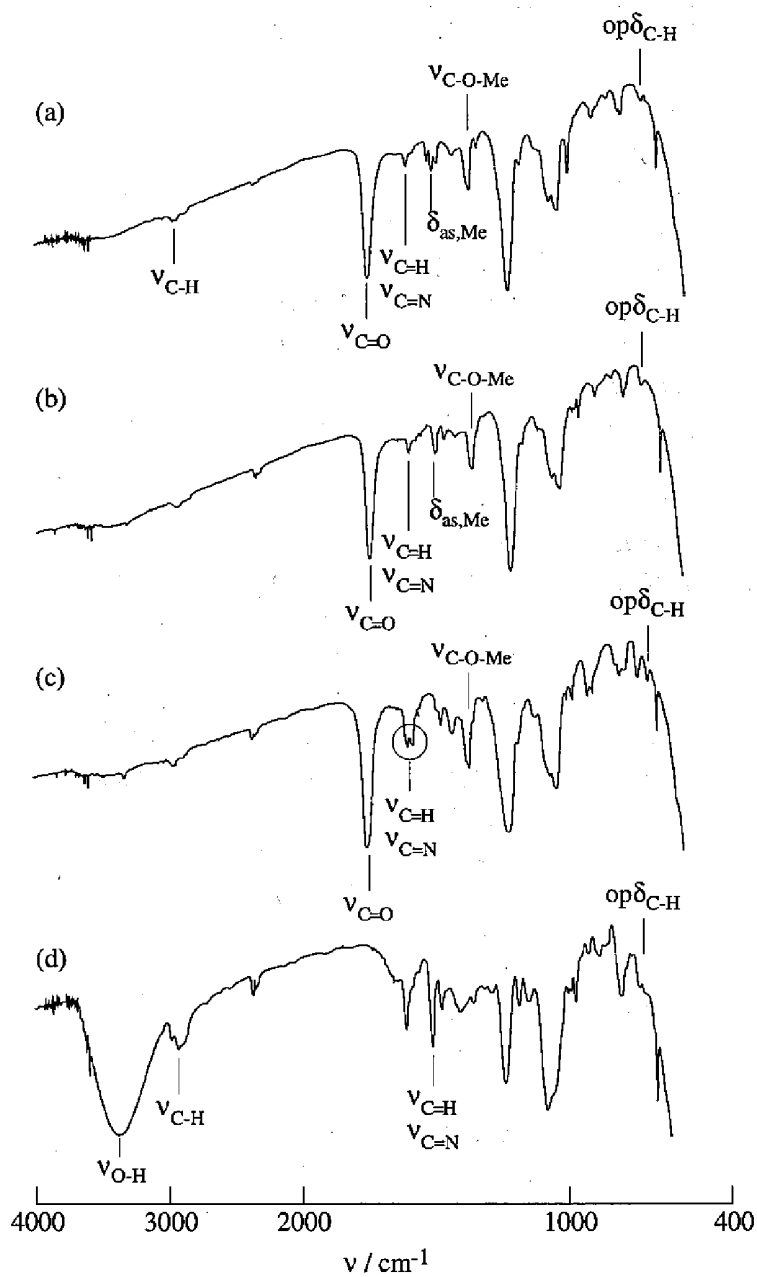 opδC-H
νC-O-Me
(a)
δas,Me
νC-H
νC=H
νC=N
νC=O
opδC-H
νC-O-Me
(b)
δas,Me
νC=H
νC=N
νC=O
opδC-H
νC-O-Me
(c)
νC=H
νC=N
νC=O
opδC-H
(d)
νC-H
νC=H
νC=N
νO-H
4000 3000 2000 1000 400
ν / cm-1